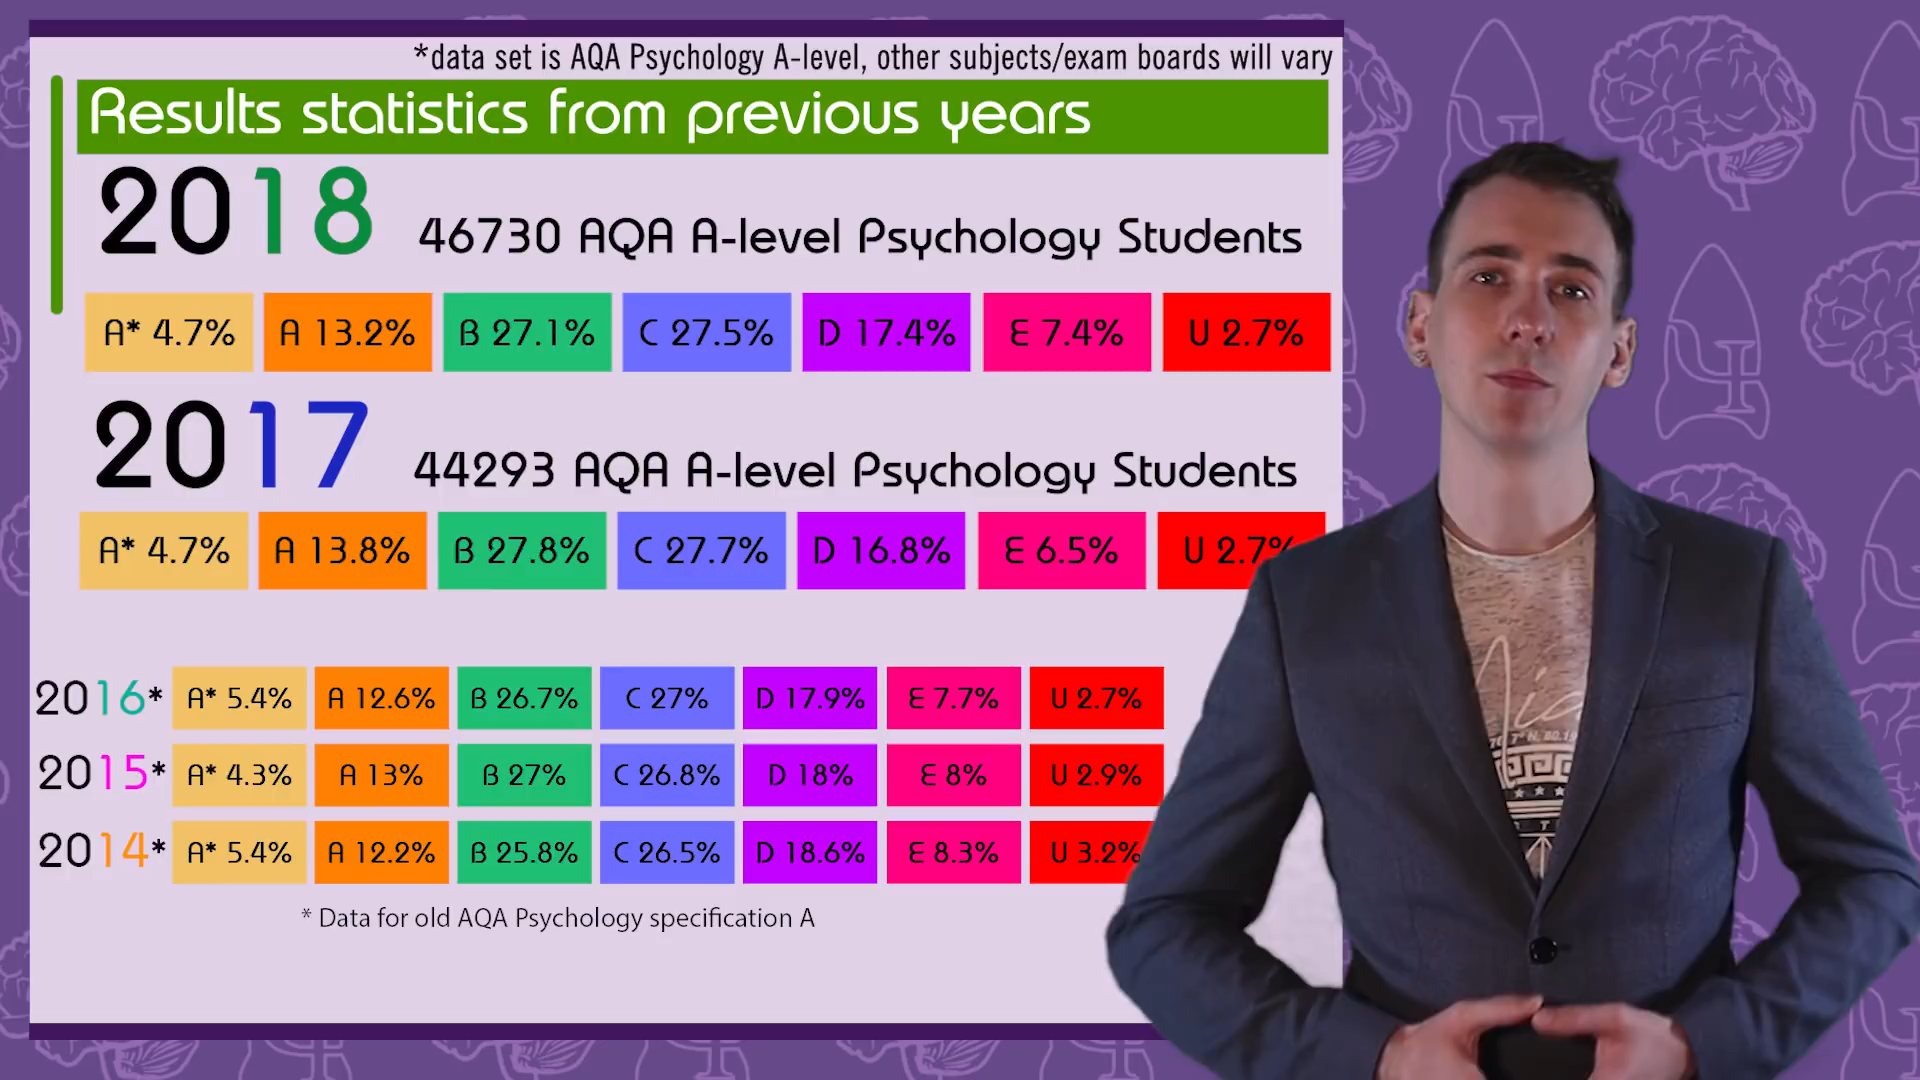 *data set is AQA Psychology A-level, other subjects/exam boards will vary
Results statistics from previous years
2018 46730 AQA A-level Psychology Students
A* 4.7% A 13.2% B 27.1% C 27.5% D 17.4% E 7.4% U 2.7%
2017 44293 AQA A-level Psychology Students
A* 4.7% A 13.8% B 27.8% C 27.7% D 16.8% E 6.5% U 2.7%
2016* A* 5.4% A 12.6% B 26.7% C 27% D 17.9% E 7.7% U 2.7%
2015* A* 4.3% A 13% B 27% C 26.8% D 18% E 8% U 2.9%
2014* A* 5.4% A 12.2% B 25.8% C 26.5% D 18.6% E 8.3% U 3.2%
* Data for old AQA Psychology specification A